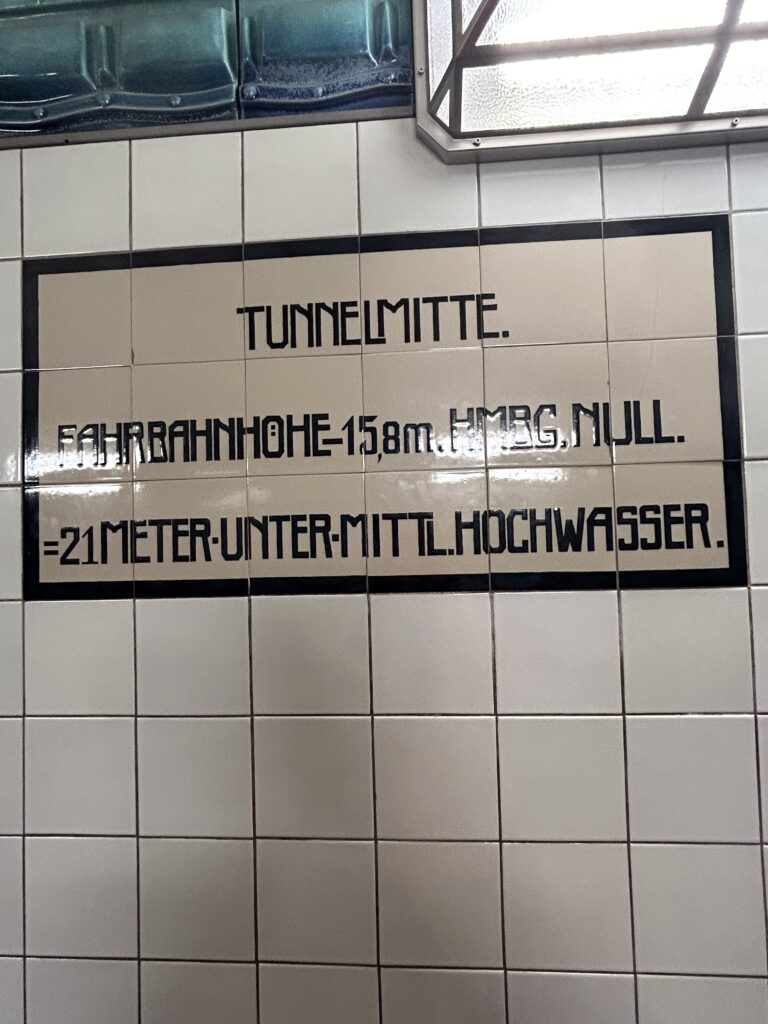 TUNNELMITTE.
FAHRBAHNHÖHE-15,8m. HMBG. NULL.
=21 METER·UNTER·MITTL.HOCHWASSER.